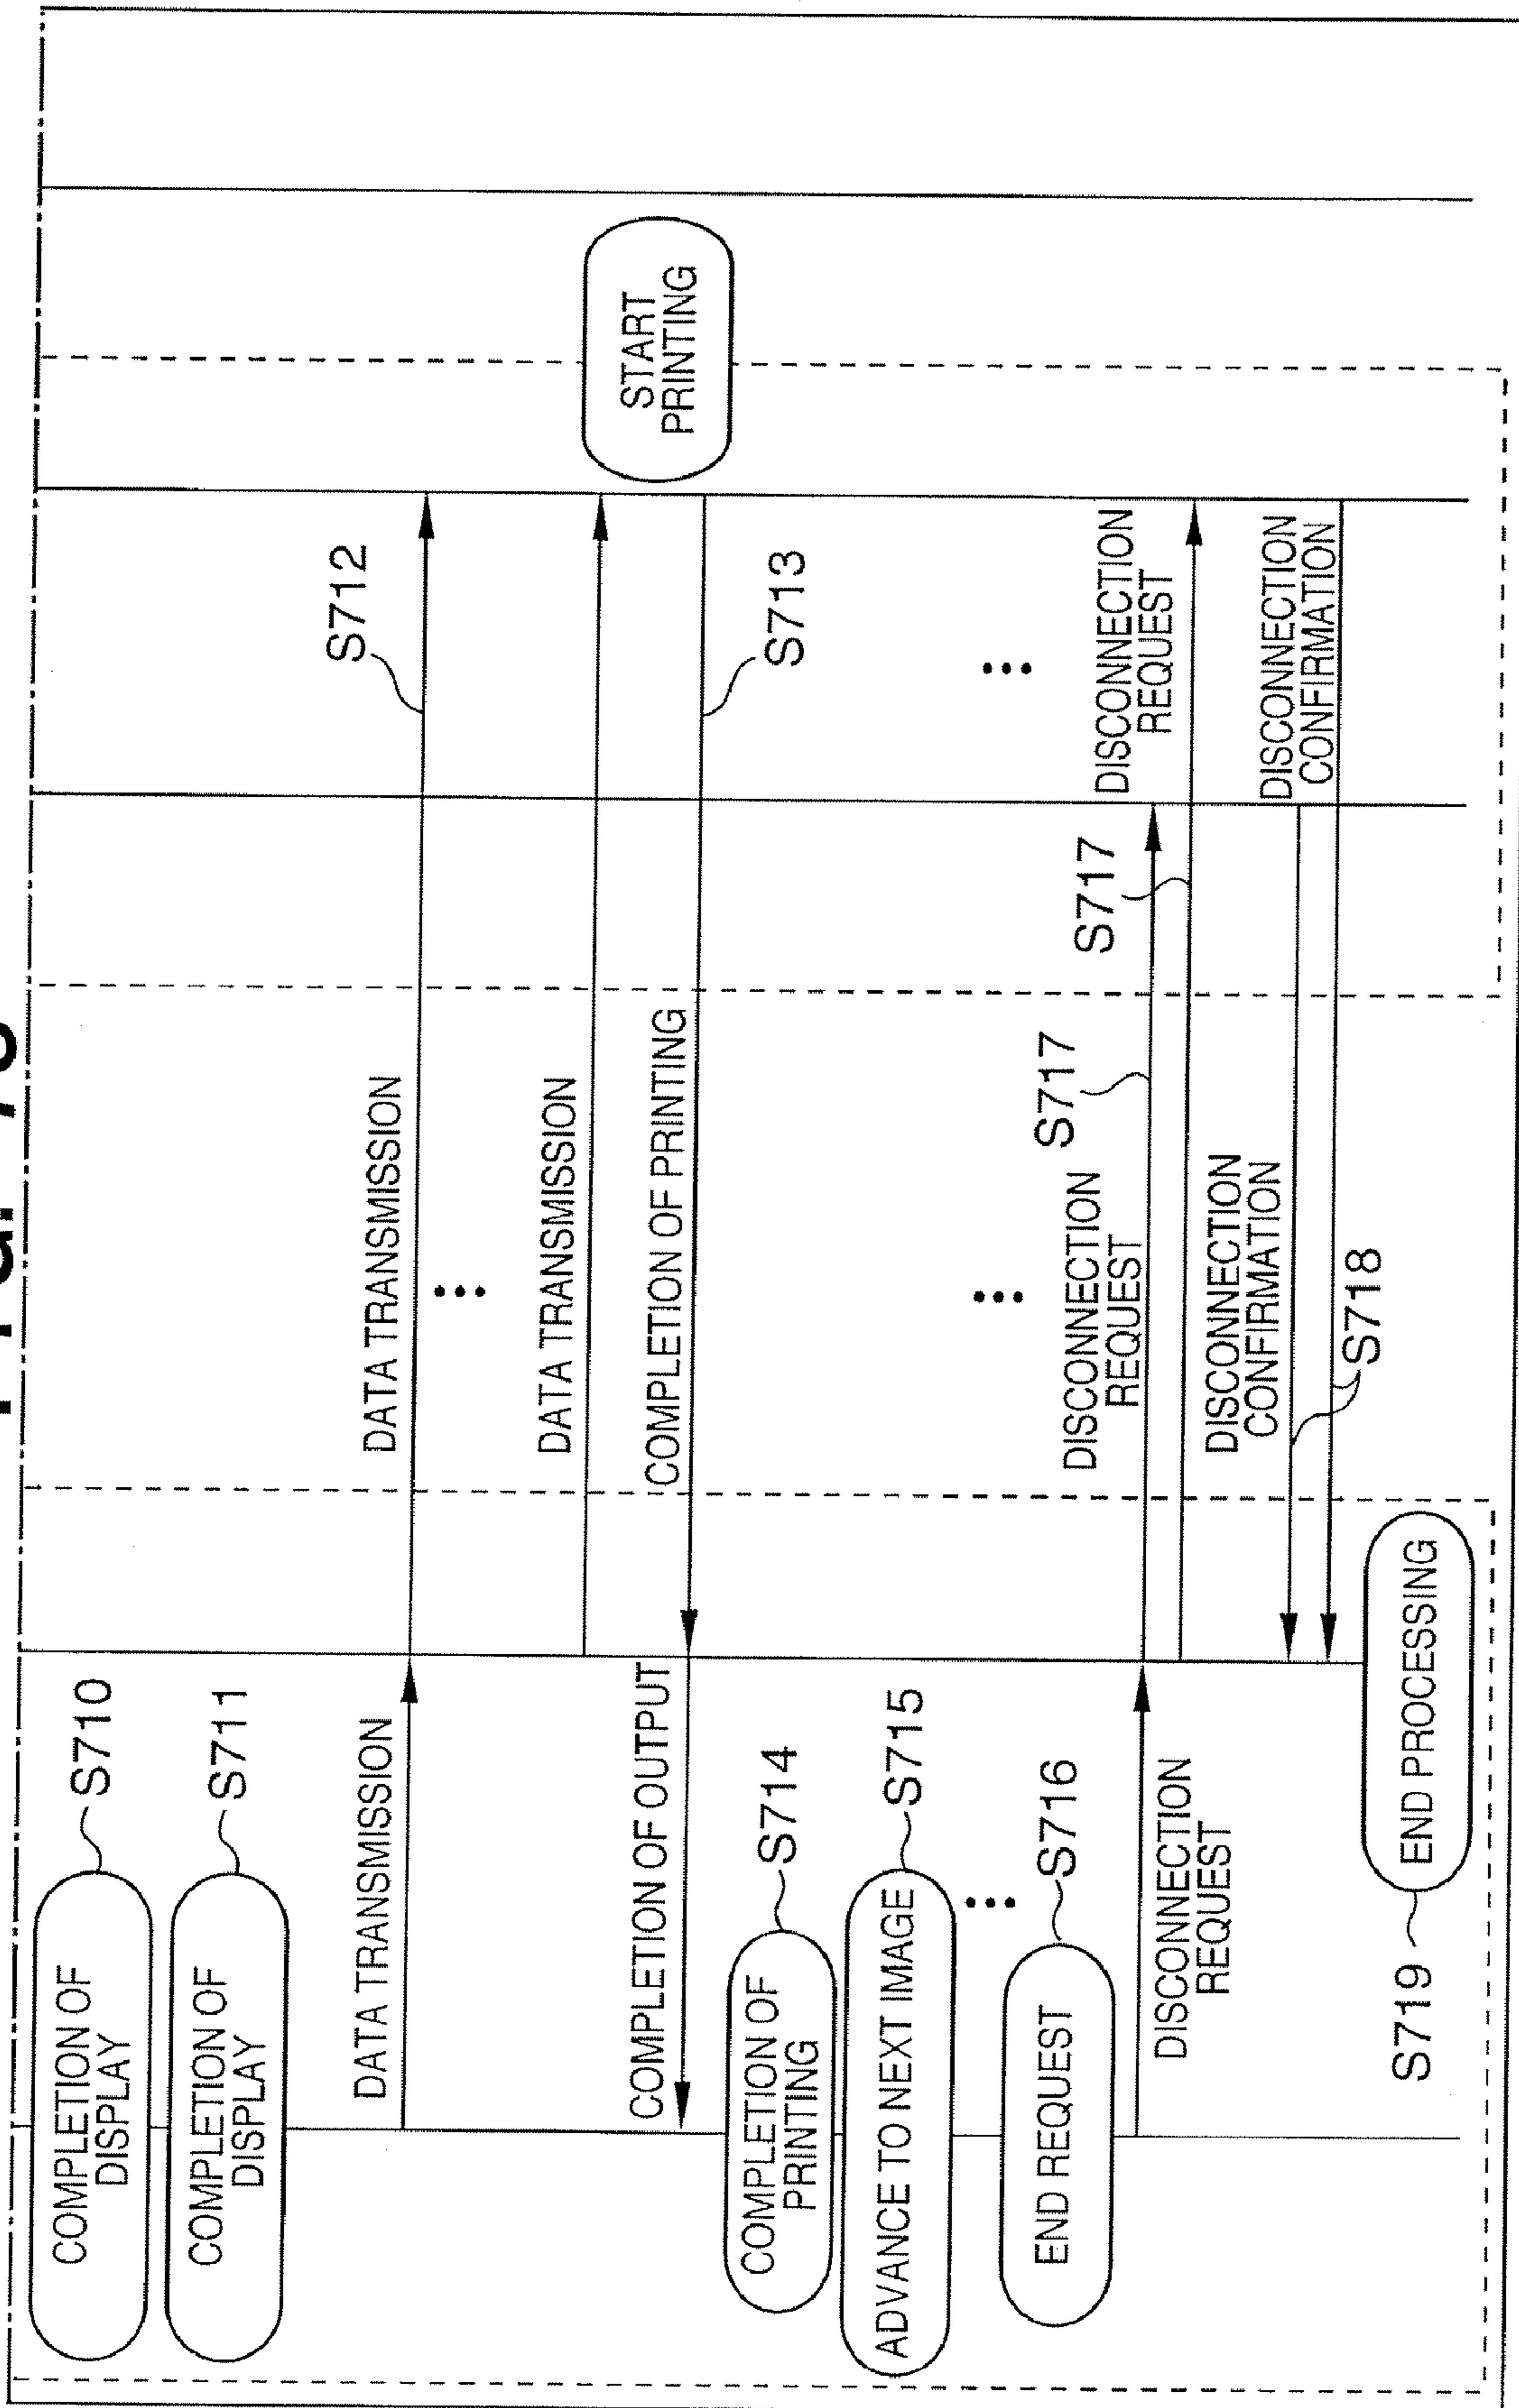 COMPLETION OF
DISPLAY
S710
COMPLETION OF
DISPLAY
S711
DATA TRANSMISSION
DATA TRANSMISSION
S712
DATA TRANSMISSION
START
PRINTING
COMPLETION OF OUTPUT
COMPLETION OF PRINTING
S713
COMPLETION OF
PRINTING
S714
ADVANCE TO NEXT IMAGE
S715
...
...
...
...
END REQUEST
S716
DISCONNECTION
REQUEST
DISCONNECTION
REQUEST
S717
S717
DISCONNECTION
REQUEST
DISCONNECTION
CONFIRMATION
DISCONNECTION
CONFIRMATION
S718
S719
END PROCESSING